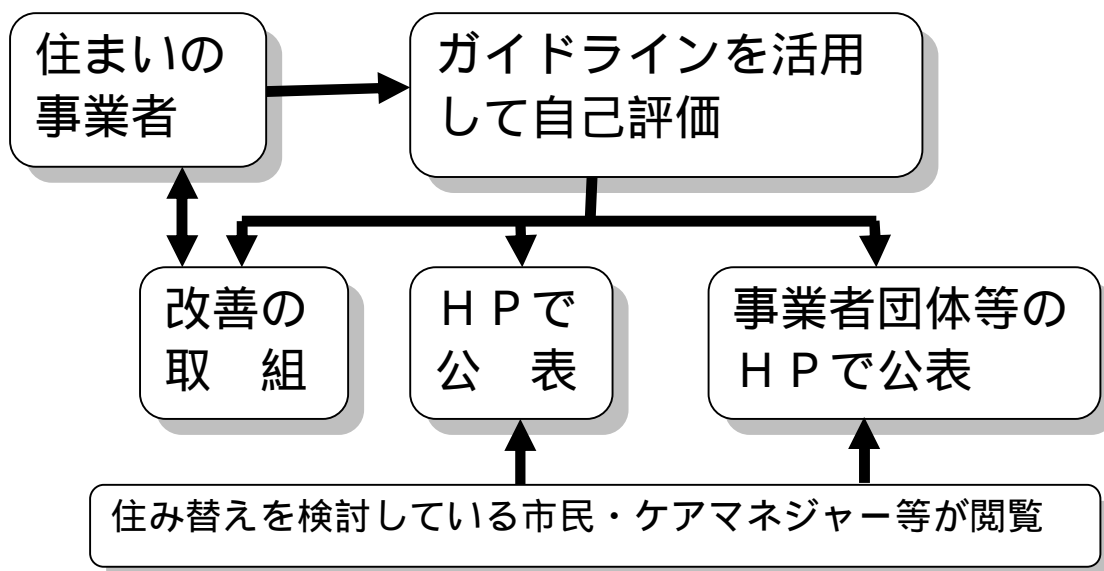 住まいの
事業者
ガイドラインを活用
して自己評価
改善の
取　組
ＨＰで
公　表
事業者団体等の
ＨＰで公表
住み替えを検討している市民・ケアマネジャー等が閲覧